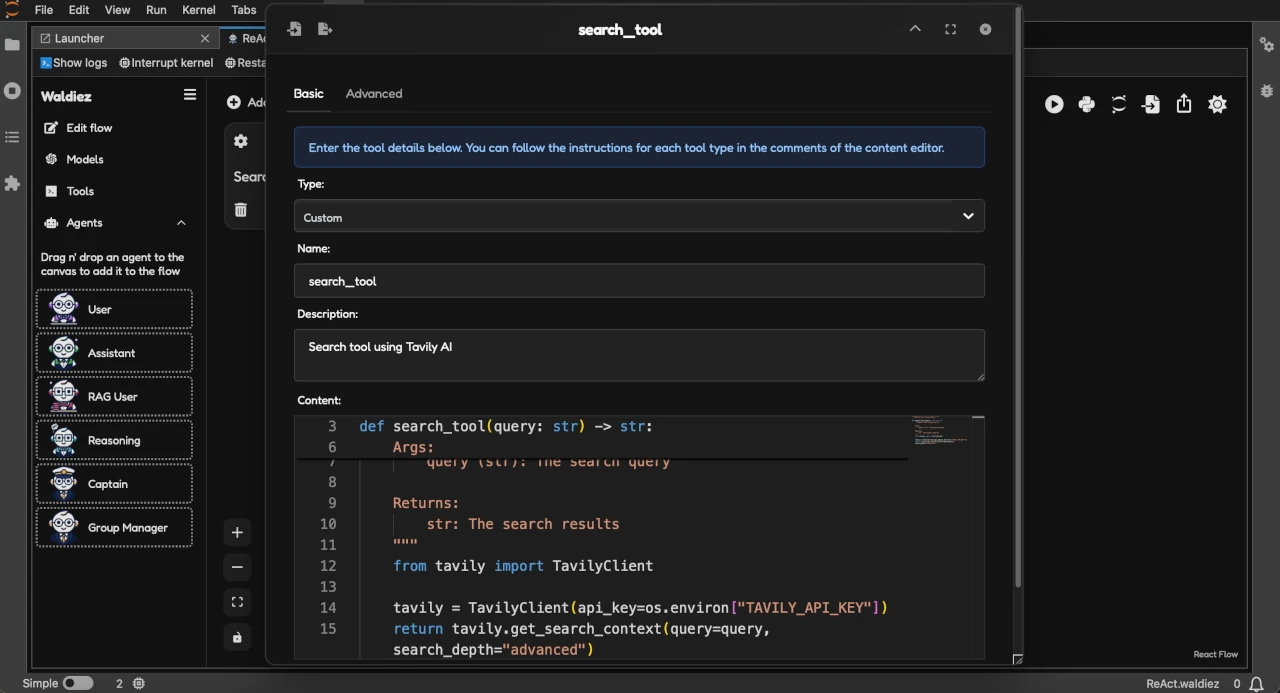 File Edit View Run Kernel Tabs
Launcher
ReAc
Show logs Interrupt kernel Resta
Waldiez
Edit flow
Models
Tools
Agents
Drag n' drop an agent to the
canvas to add it to the flow
User
Assistant
RAG User
Reasoning
Captain
Group Manager
Add
Searc
search_tool
Basic Advanced
Enter the tool details below. You can follow the instructions for each tool type in the comments of the content editor.
Type:
Custom
Name:
search_tool
Description:
Search tool using Tavily AI
Content:
3 def search_tool(query: str) -> str:
6 Args:
7 query (str): The search query
8
9 Returns:
10 str: The search results
11 """
12 from tavily import TavilyClient
13
14 tavily = TavilyClient(api_key=os.environ["TAVILY_API_KEY"])
15 return tavily.get_search_context(query=query,
search_depth="advanced")
React Flow
Simple 2 ReAct.waldiez 0